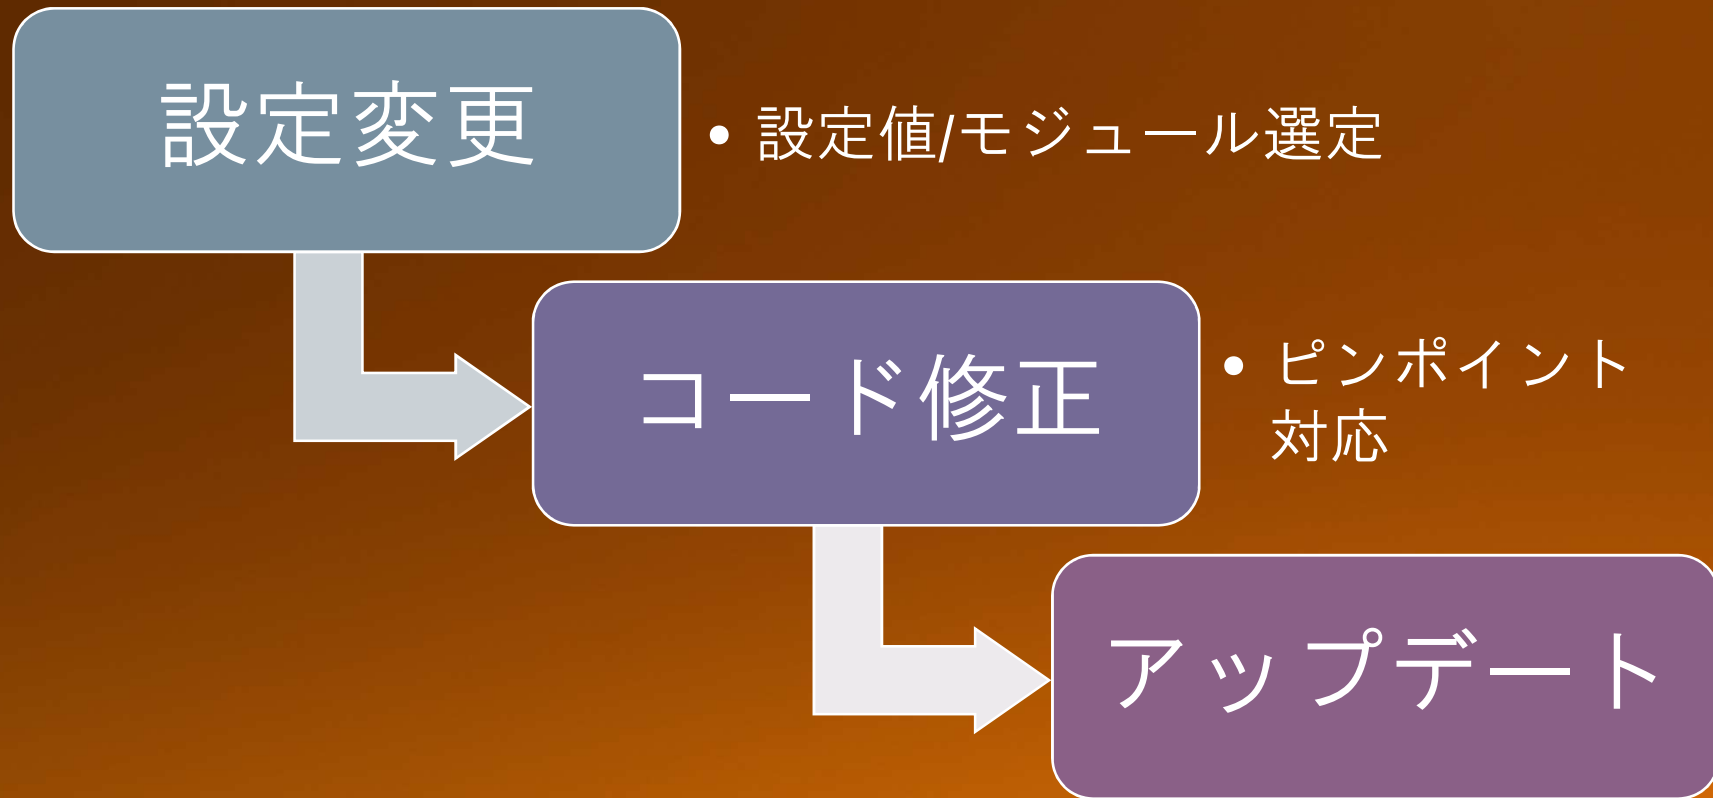 設定変更
• 設定値/モジュール選定
コード修正
• ピンポイント
対応
アップデート